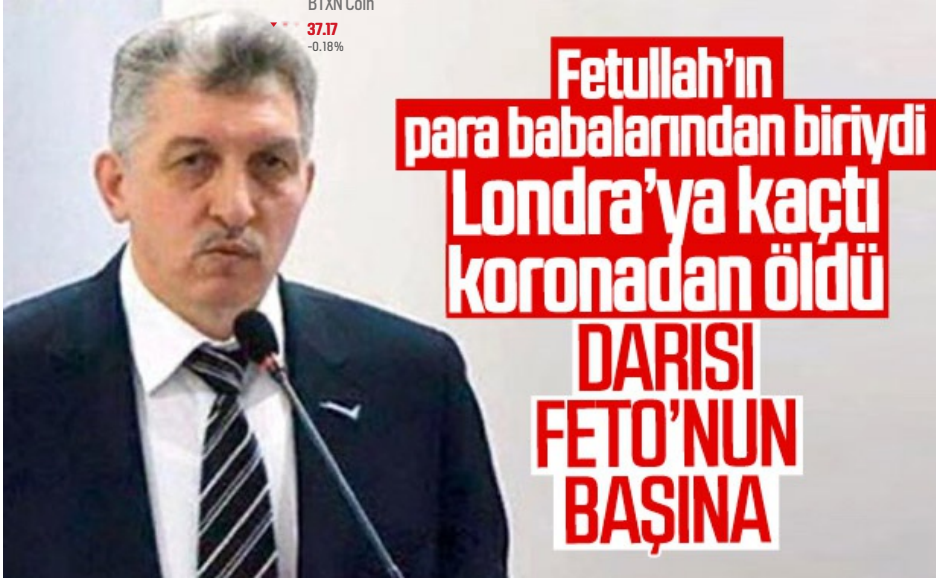 BTXN Coin
37.17
-0.18%
Fetullah'ın
para babalarından biriydi
Londra'ya kaçtı
koronadan öldü
DARISI
FETO'NUN
BAŞINA